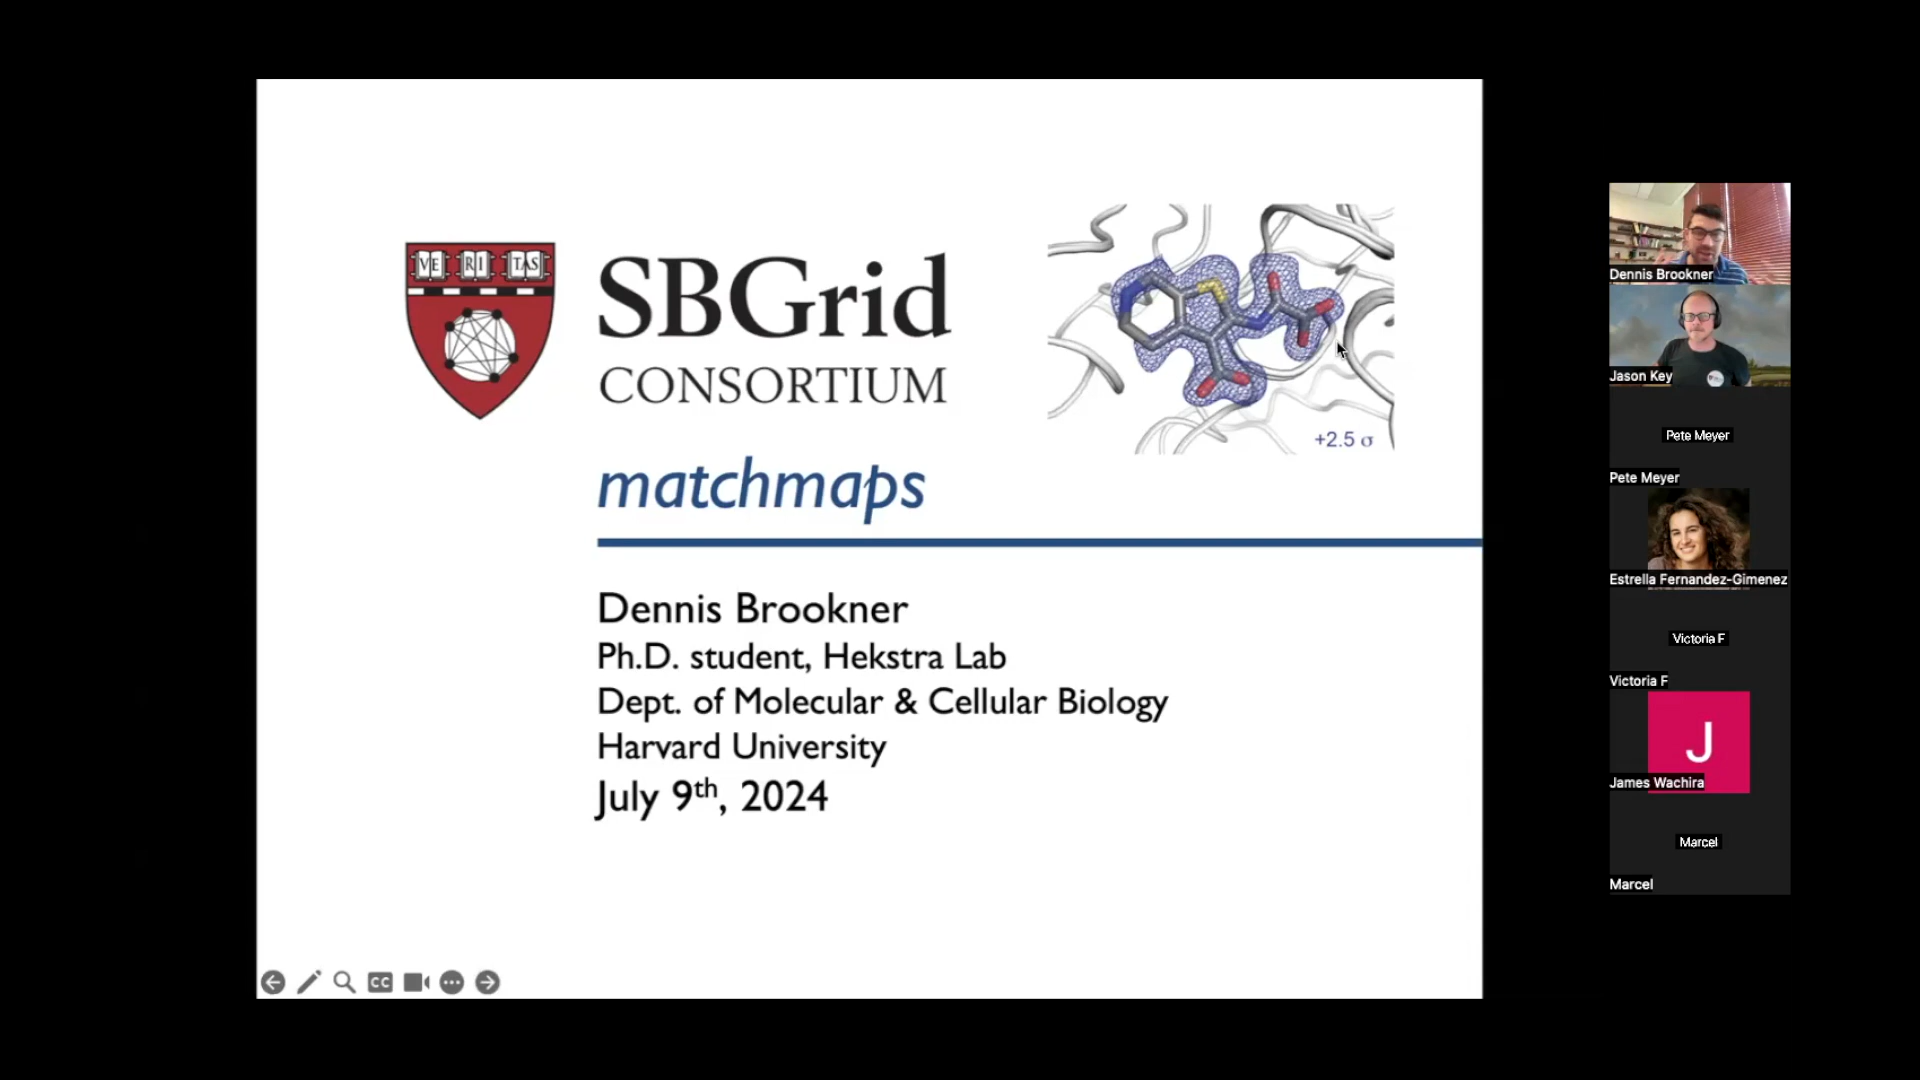 VE RI TAS
SBGrid
CONSORTIUM
+2.5 σ
matchmaps
Dennis Brookner
Ph.D. student, Hekstra Lab
Dept. of Molecular & Cellular Biology
Harvard University
July 9th, 2024
CC
Dennis Brookner
Jason Key
Pete Meyer
Pete Meyer
Estrella Fernandez-Gimenez
Victoria F
Victoria F
J
James Wachira
Marcel
Marcel